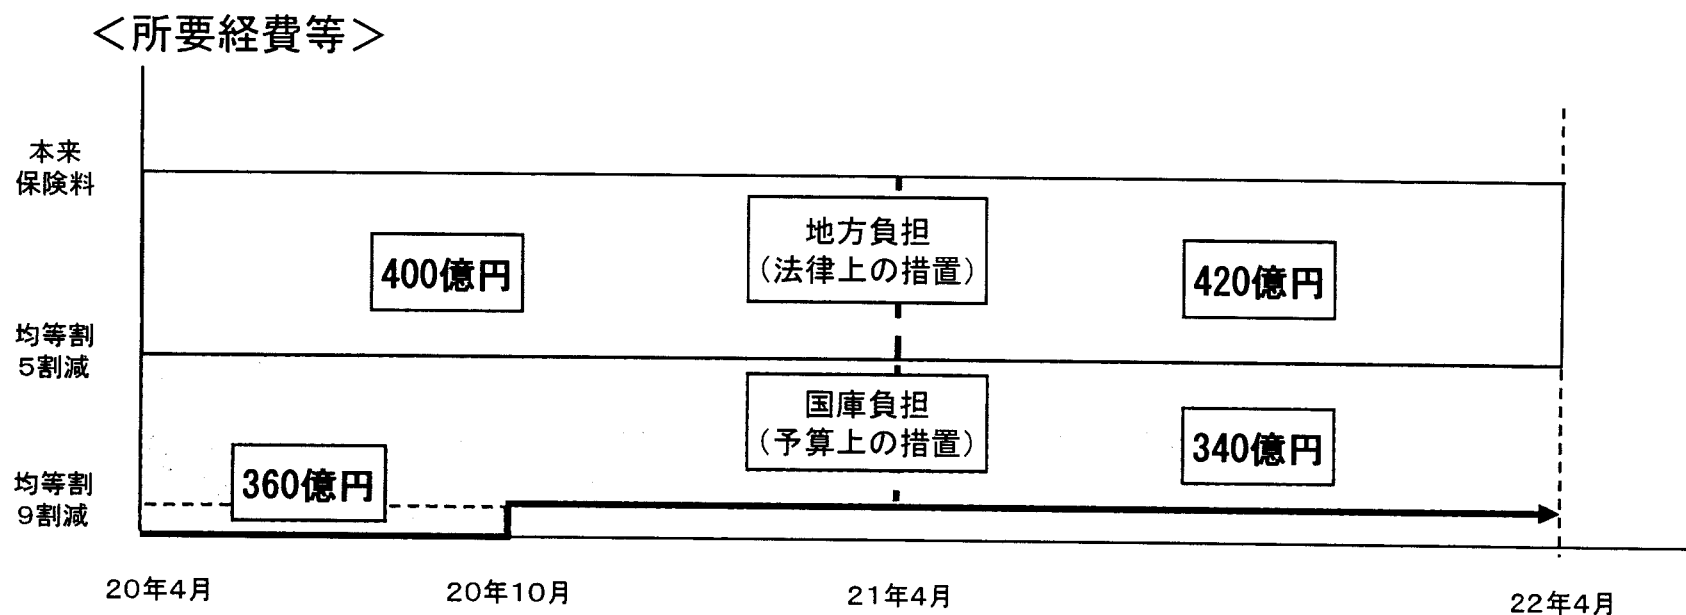 ＜所要経費等＞
本来
保険料
地方負担
（法律上の措置）
400億円
420億円
均等割
5割減
国庫負担
（予算上の措置）
340億円
360億円
均等割
9割減
20年4月
20年10月
21年4月
22年4月